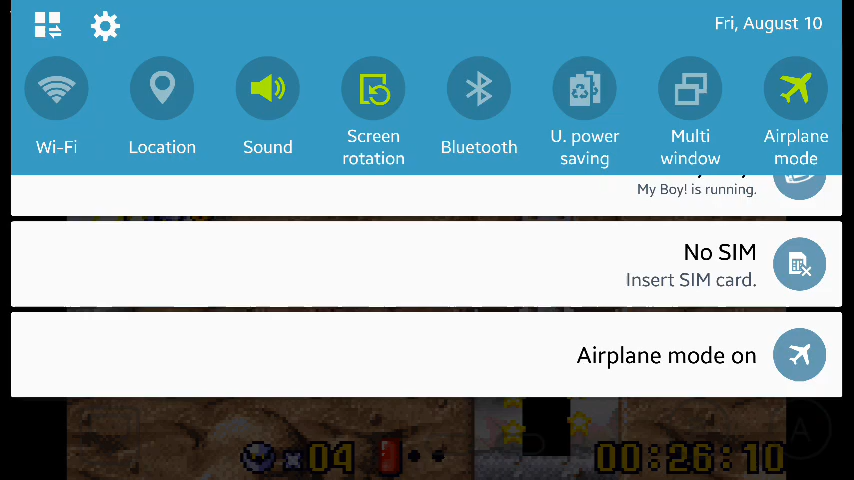 Fri, August 10
Wi-Fi
Location
Sound
Screen
rotation
Bluetooth
U. power
saving
Multi
window
Airplane
mode
My Boy! is running.
No SIM
Insert SIM card.
Airplane mode on
A
× 04
00:26:10